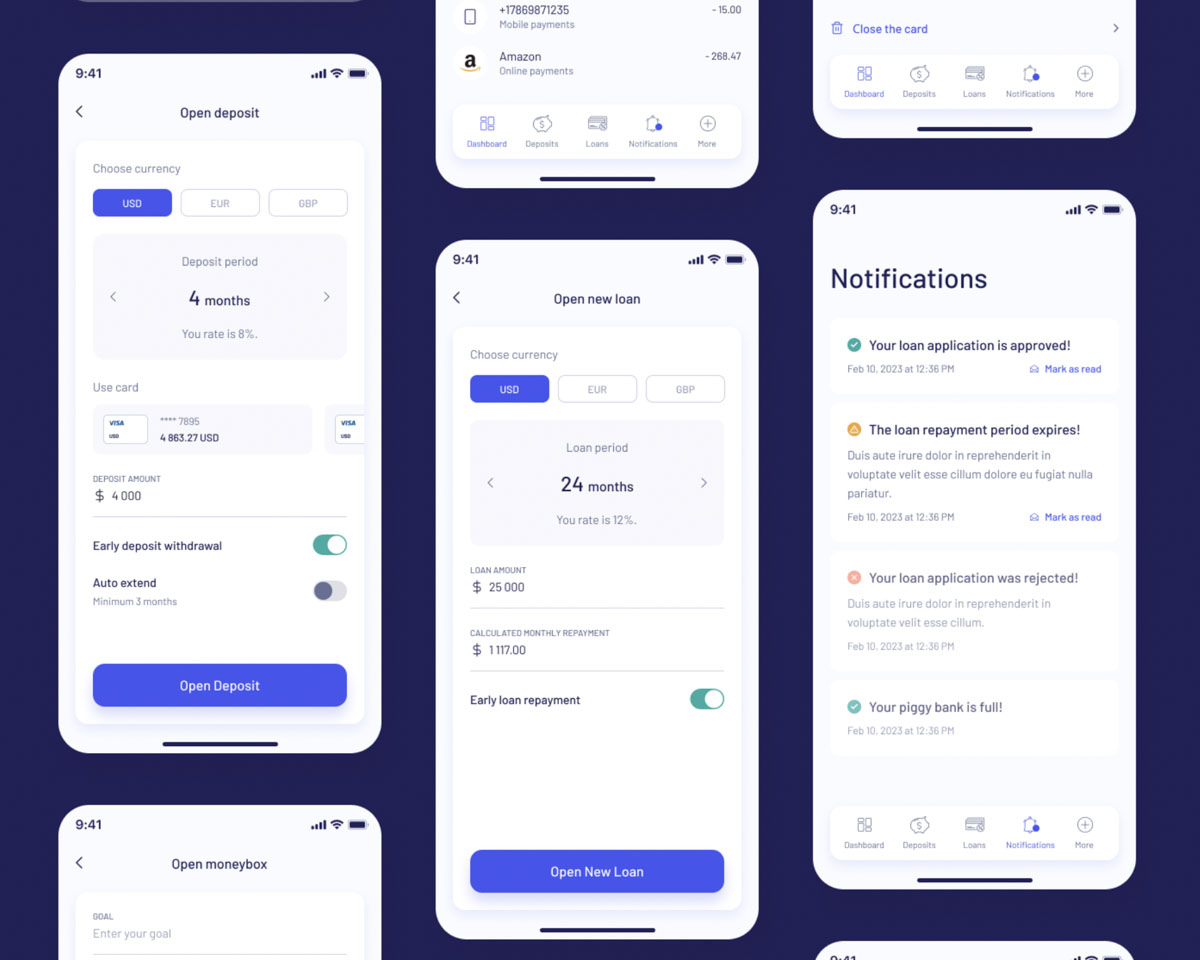 9:41
Open deposit
Choose currency
USD EUR GBP
Deposit period
4 months
You rate is 8%.
Use card
VISA
USD
**** 7895
4 863.27 USD
VISA
USD
DEPOSIT AMOUNT
$ 4 000
Early deposit withdrawal
Auto extend
Minimum 3 months
Open Deposit
9:41
Open moneybox
GOAL
Enter your goal
+17869871235 - 15.00
Mobile payments
a
Amazon - 268.47
Online payments
Dashboard Deposits Loans Notifications More
9:41
Open new loan
Choose currency
USD EUR GBP
Loan period
24 months
You rate is 12%.
LOAN AMOUNT
$ 25 000
CALCULATED MONTHLY REPAYMENT
$ 1 117.00
Early loan repayment
Open New Loan
Close the card
Dashboard Deposits Loans Notifications More
9:41
Notifications
Your loan application is approved!
Feb 10, 2023 at 12:36 PM Mark as read
The loan repayment period expires!
Duis aute irure dolor in reprehenderit in
voluptate velit esse cillum dolore eu fugiat nulla
pariatur.
Feb 10, 2023 at 12:36 PM Mark as read
Your loan application was rejected!
Duis aute irure dolor in reprehenderit in
voluptate velit esse cillum.
Feb 10, 2023 at 12:36 PM
Your piggy bank is full!
Feb 10, 2023 at 12:36 PM
Dashboard Deposits Loans Notifications More
9:41